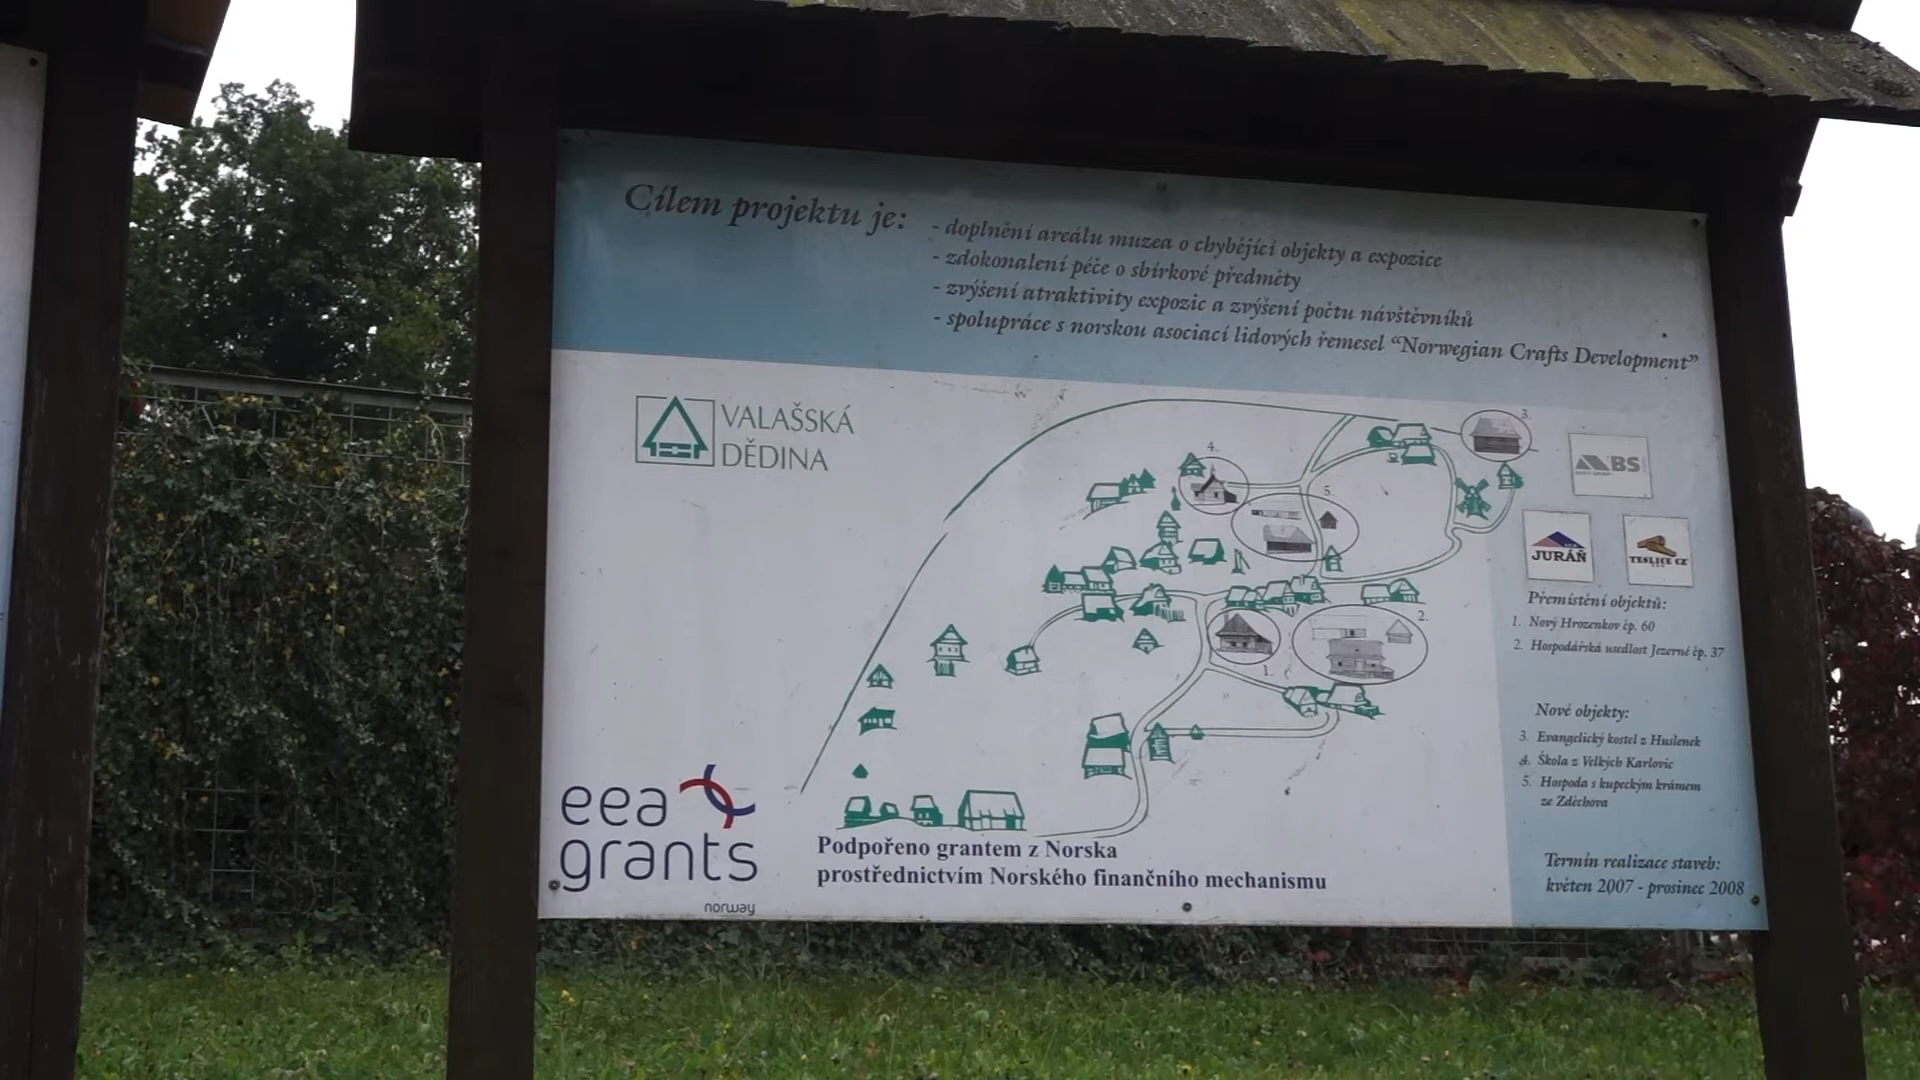 Cílem projektu je:
- doplnění areálu muzea o chybějící objekty a expozice
- zdokonalení péče o sbírkové předměty
- zvýšení atraktivity expozic a zvýšení počtu návštěvníků
- spolupráce s norskou asociací lidových řemesel “Norwegian Crafts Development”
VALAŠSKÁ
DĚDINA
3.
4.
5.
2.
1.
BS
JURÁŇ
TESLICE CZ
Přemístění objektů:
1. Nový Hrozenkov čp. 60
2. Hospodářská usedlost Jezerné čp. 37
Nové objekty:
3. Evangelický kostel z Huslenek
4. Škola z Velkých Karlovic
5. Hospoda s kupeckým krámem
ze Zděchova
Termín realizace staveb:
květen 2007 - prosinec 2008
eea
grants
norway
Podpořeno grantem z Norska
prostřednictvím Norského finančního mechanismu